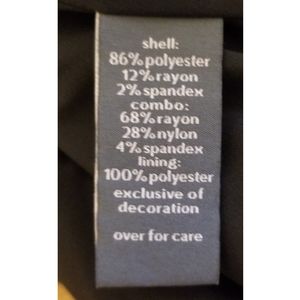 shell:
86% polyester
12% rayon
2% spandex
combo:
68% rayon
28% nylon
4% spandex
lining:
100% polyester
exclusive of
decoration
over for care